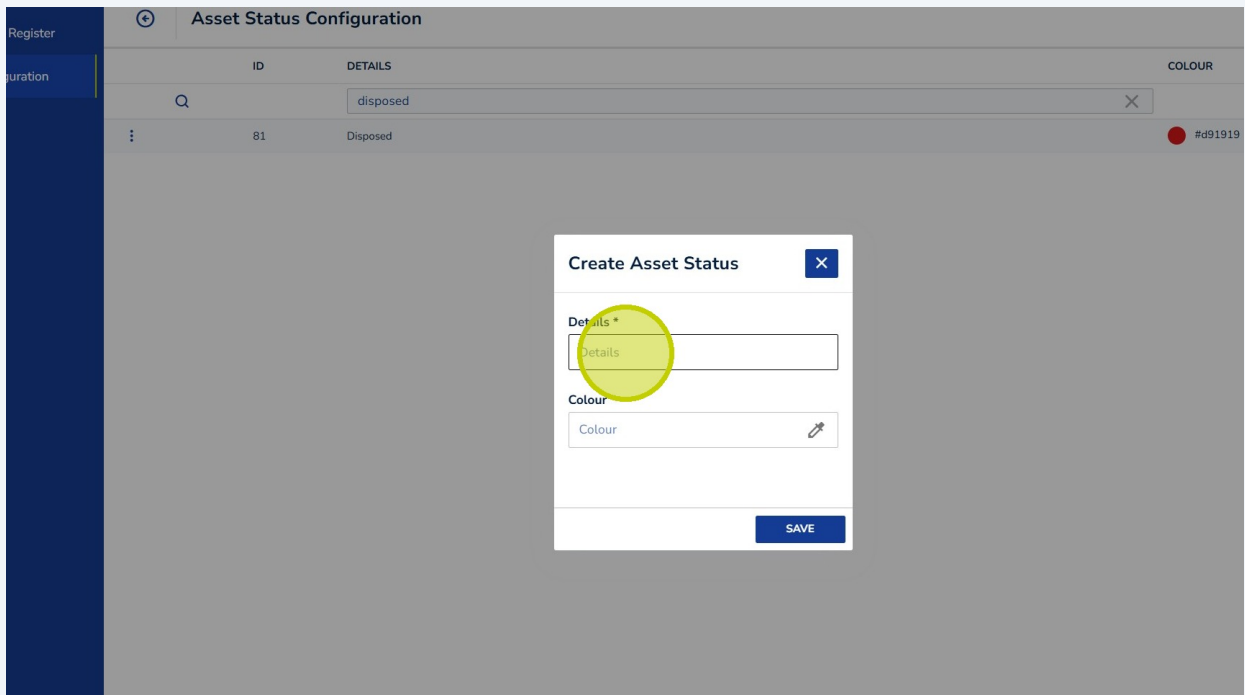 Register
Asset Status Configuration
guration
ID DETAILS COLOUR
disposed
81 Disposed #d91919
Create Asset Status
Details *
Details
Colour
Colour
SAVE